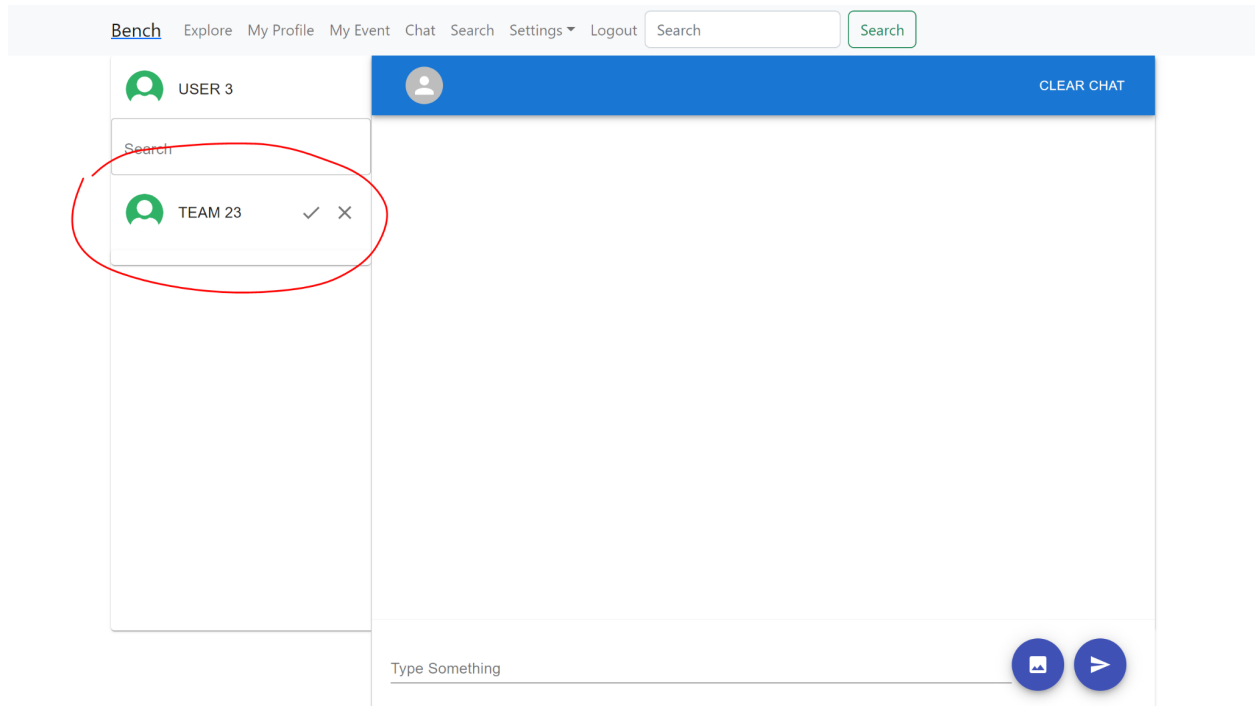 Bench Explore My Profile My Event Chat Search Settings Logout Search Search
USER 3
CLEAR CHAT
Search
TEAM 23
Type Something